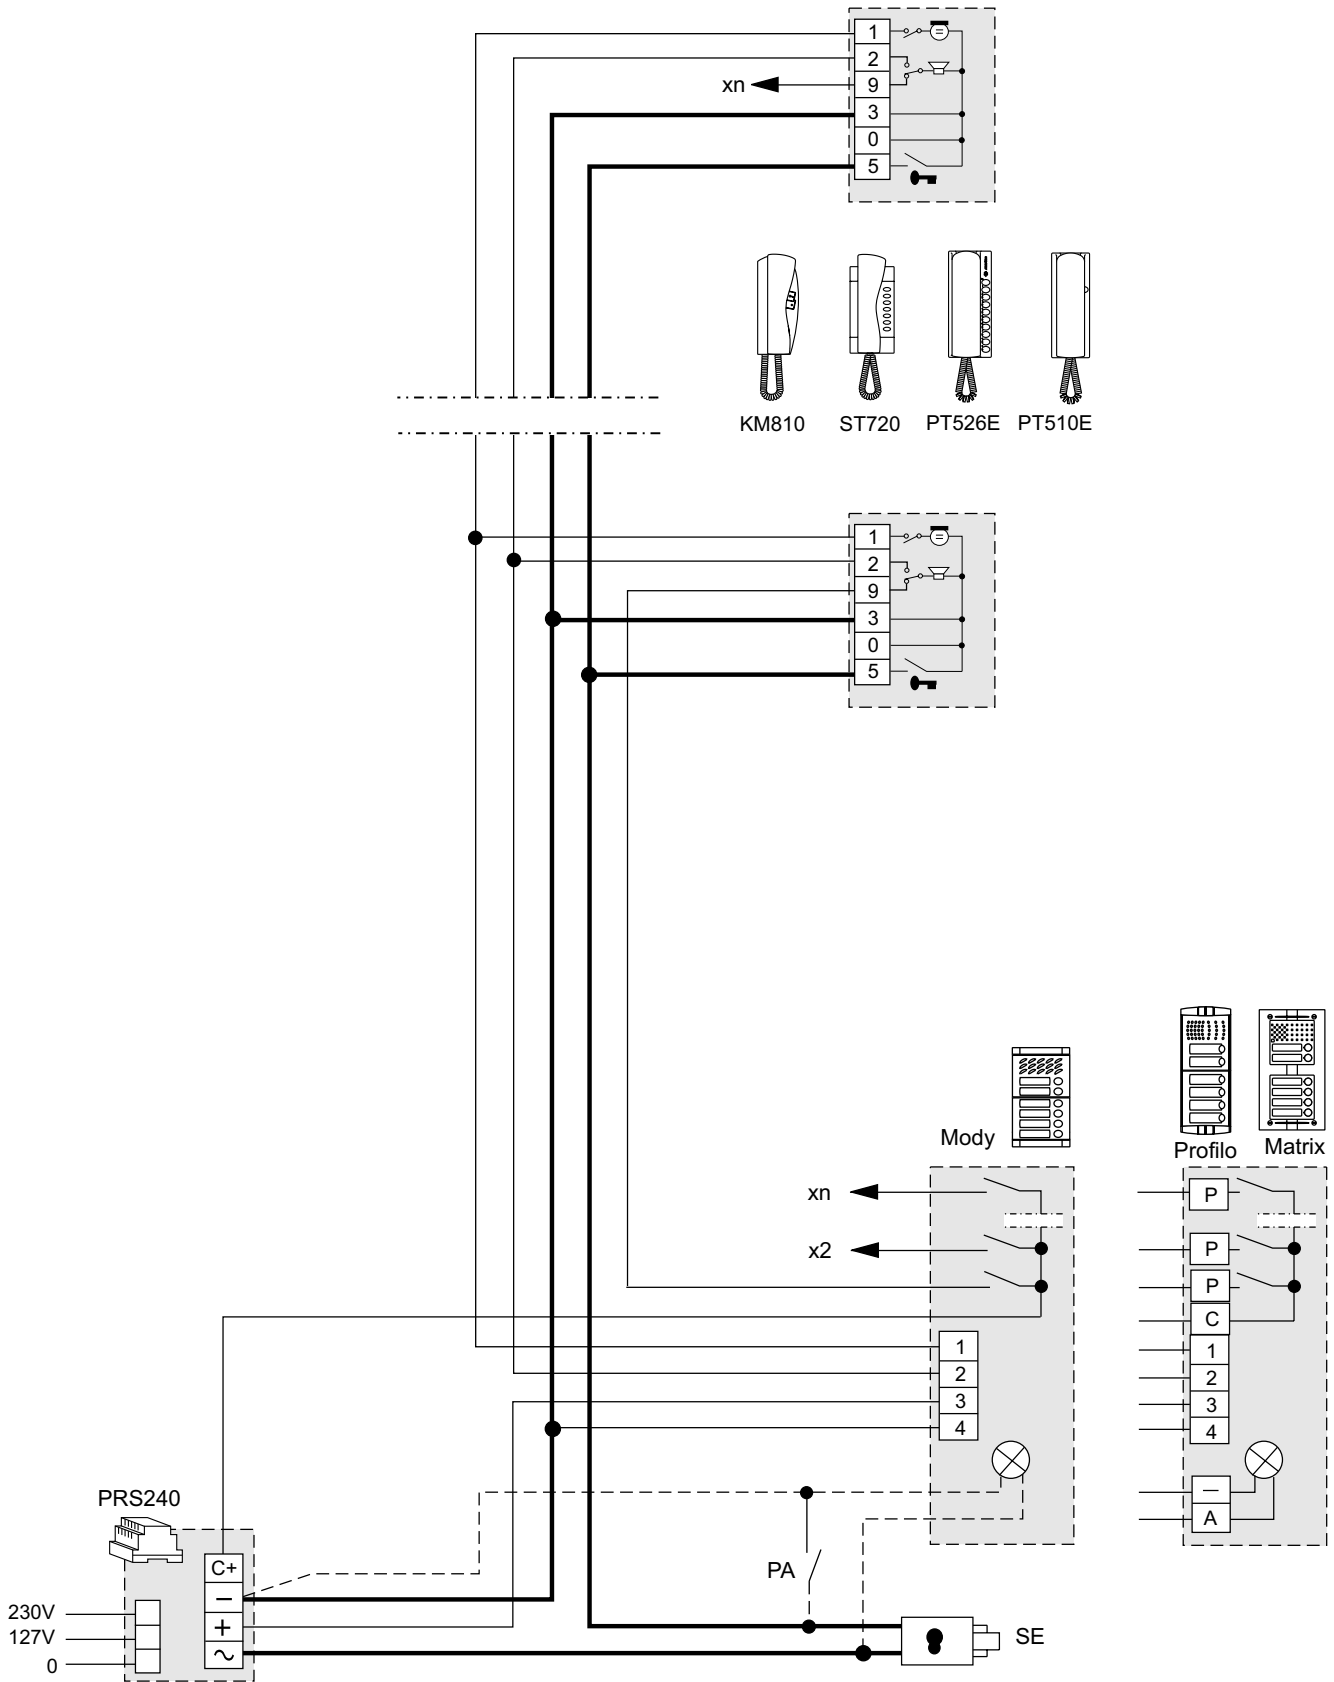 1
2
xn 9
3
0
5
KM810 ST720 PT526E PT510E
1
2
9
3
0
5
Mody Profilo Matrix
xn P
x2 P
P
C
1 1
2 2
3 3
4 4
PRS240 —
A
C+
PA
−
230V +
127V ~
0
SE